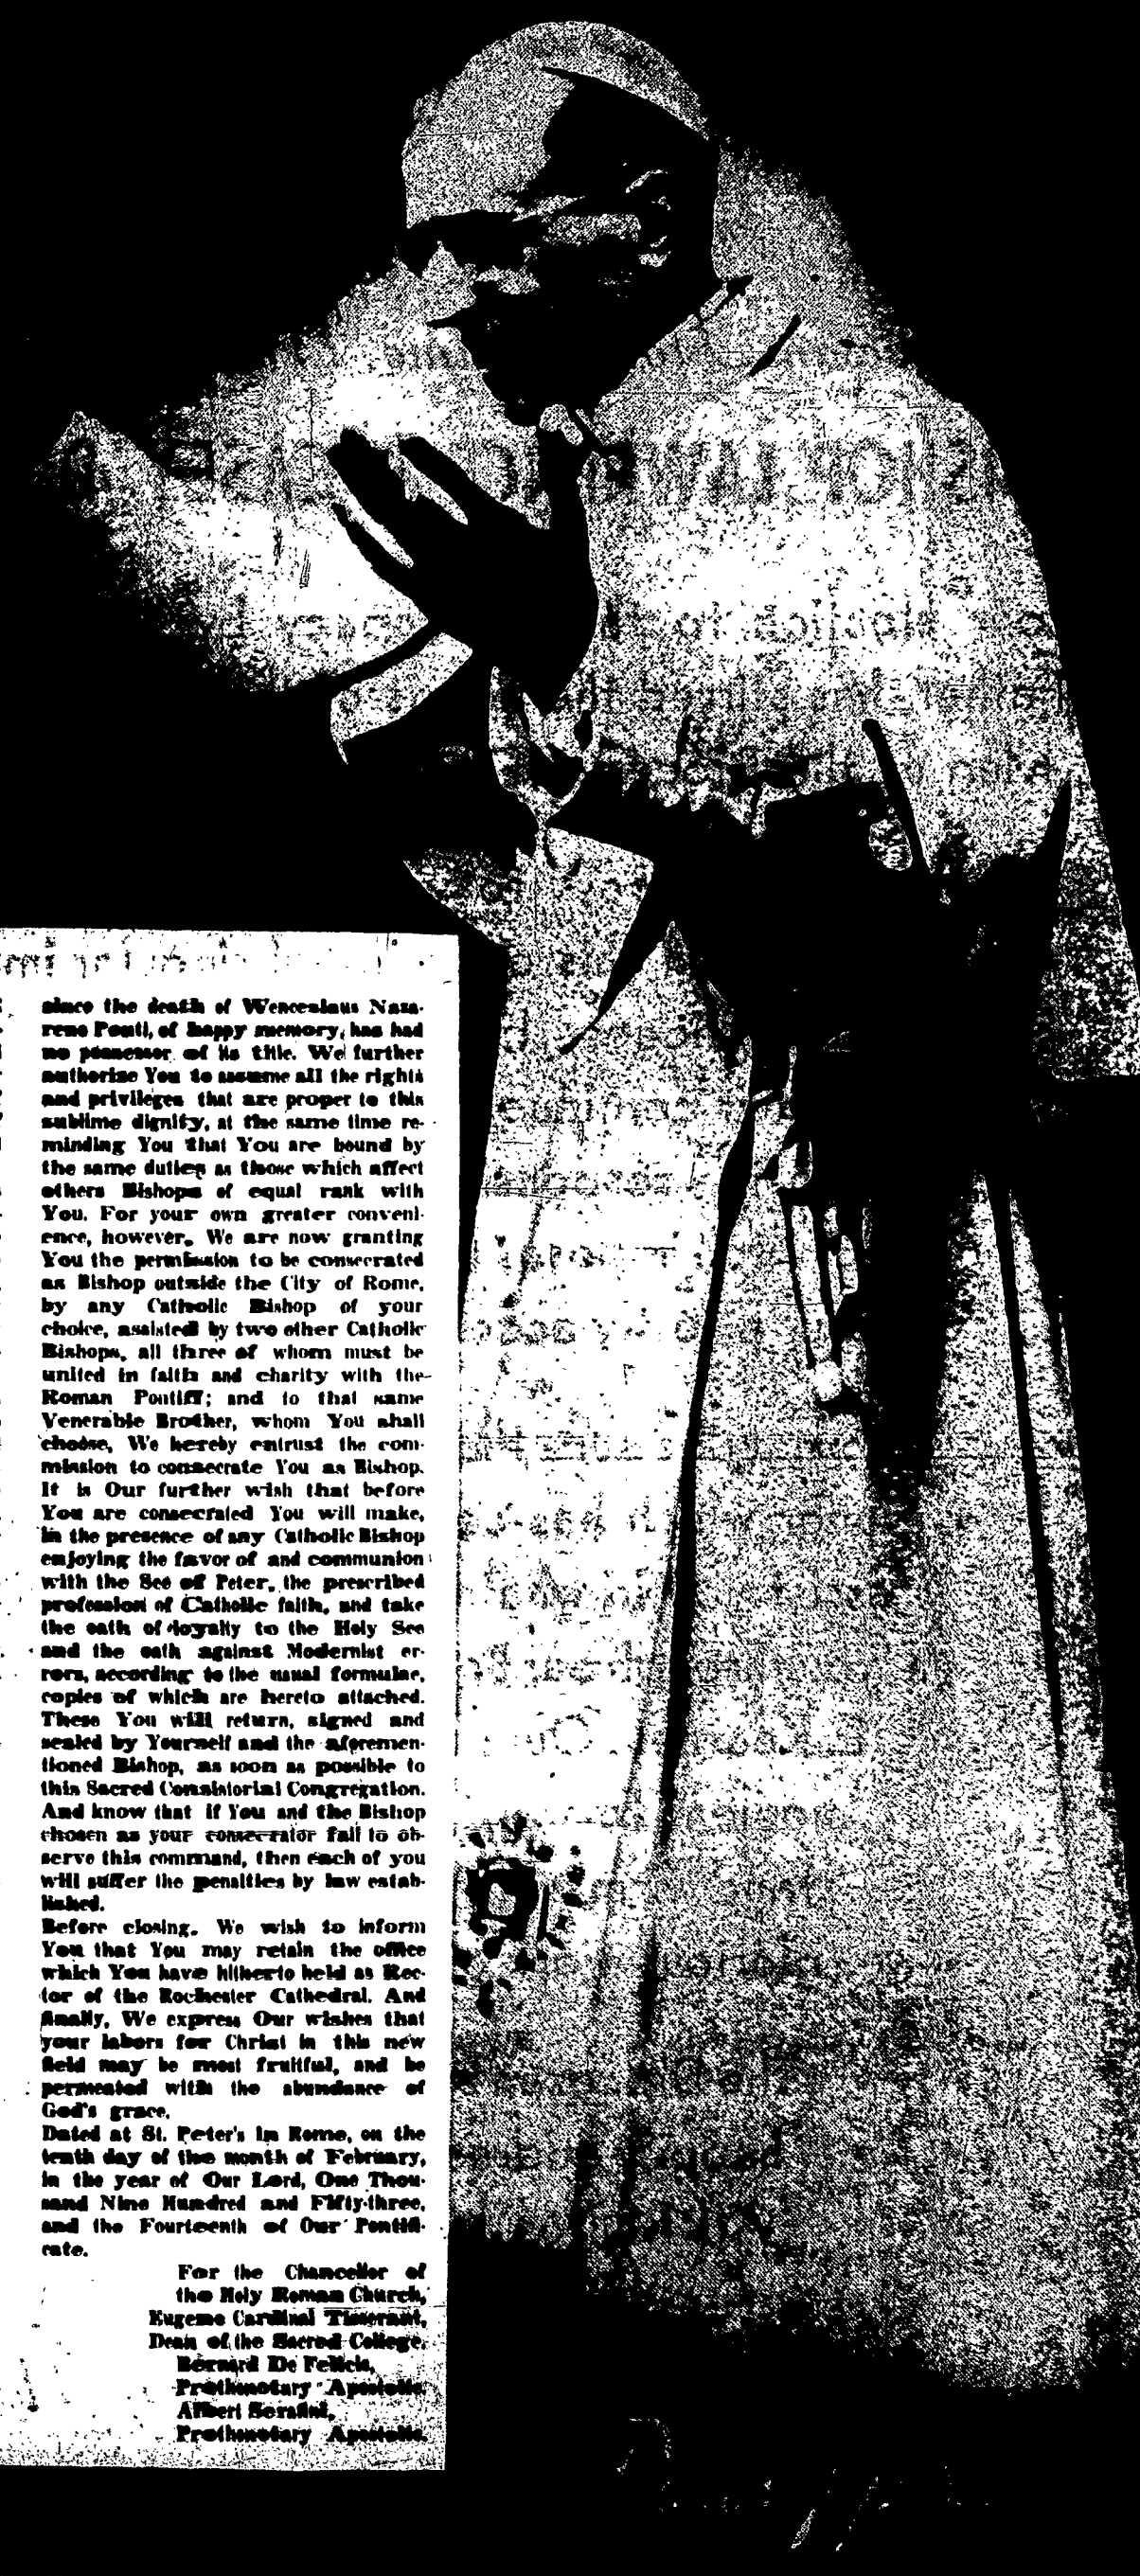 since the death of Wenceslaus Naza-
reno Ponti, of happy memory, has had
no possessor of its title. We further
authorize You to assume all the rights
and privileges that are proper to this
sublime dignity, at the same time re-
minding You that You are bound by
the same duties as those which affect
others Bishops of equal rank with
You. For your own greater conveni-
ence, however, We are now granting
You the permission to be consecrated
as Bishop outside the City of Rome,
by any Catholic Bishop of your
choice, assisted by two other Catholic
Bishops, all three of whom must be
united in faith and charity with the
Roman Pontiff; and to that same
Venerable Brother, whom You shall
choose, We hereby entrust the com-
mission to consecrate You as Bishop.
It is Our further wish that before
You are consecrated You will make,
in the presence of any Catholic Bishop
enjoying the favor of and communion
with the See of Peter, the prescribed
profession of Catholic faith, and take
the oath of loyalty to the Holy See
and the oath against Modernist er-
rors, according to the usual formulae,
copies of which are hereto attached.
These You will return, signed and
sealed by Yourself and the aforemen-
tioned Bishop, as soon as possible to
this Sacred Consistorial Congregation.
And know that if You and the Bishop
chosen as your consecrator fail to ob-
serve this command, then each of you
will suffer the penalties by law estab-
lished.
Before closing, We wish to inform
You that You may retain the office
which You have hitherto held as Rec-
tor of the Rochester Cathedral. And
finally, We express Our wishes that
your labors for Christ in this new
field may be most fruitful, and be
permeated with the abundance of
God's grace.
Dated at St. Peter's in Rome, on the
tenth day of the month of February,
in the year of Our Lord, One Thou-
sand Nine Hundred and Fifty-three,
and the Fourteenth of Our Pontifi-
cate.
For the Chancellor of
the Holy Roman Church,
Eugene Cardinal Tisserant,
Dean of the Sacred College.
Bernard De Felicis,
Prothonotary Apostolic
Albert Serafini,
Prothonotary Apostolic.